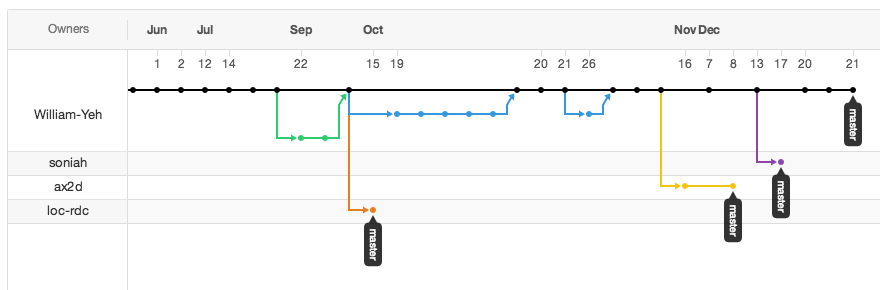 Owners Jun Jul Sep Oct Nov Dec
1 2 12 14 22 15 19 20 21 26 16 7 8 13 17 20 21
William-Yeh
master
soniah
master
ax2d
master
loc-rdc
master